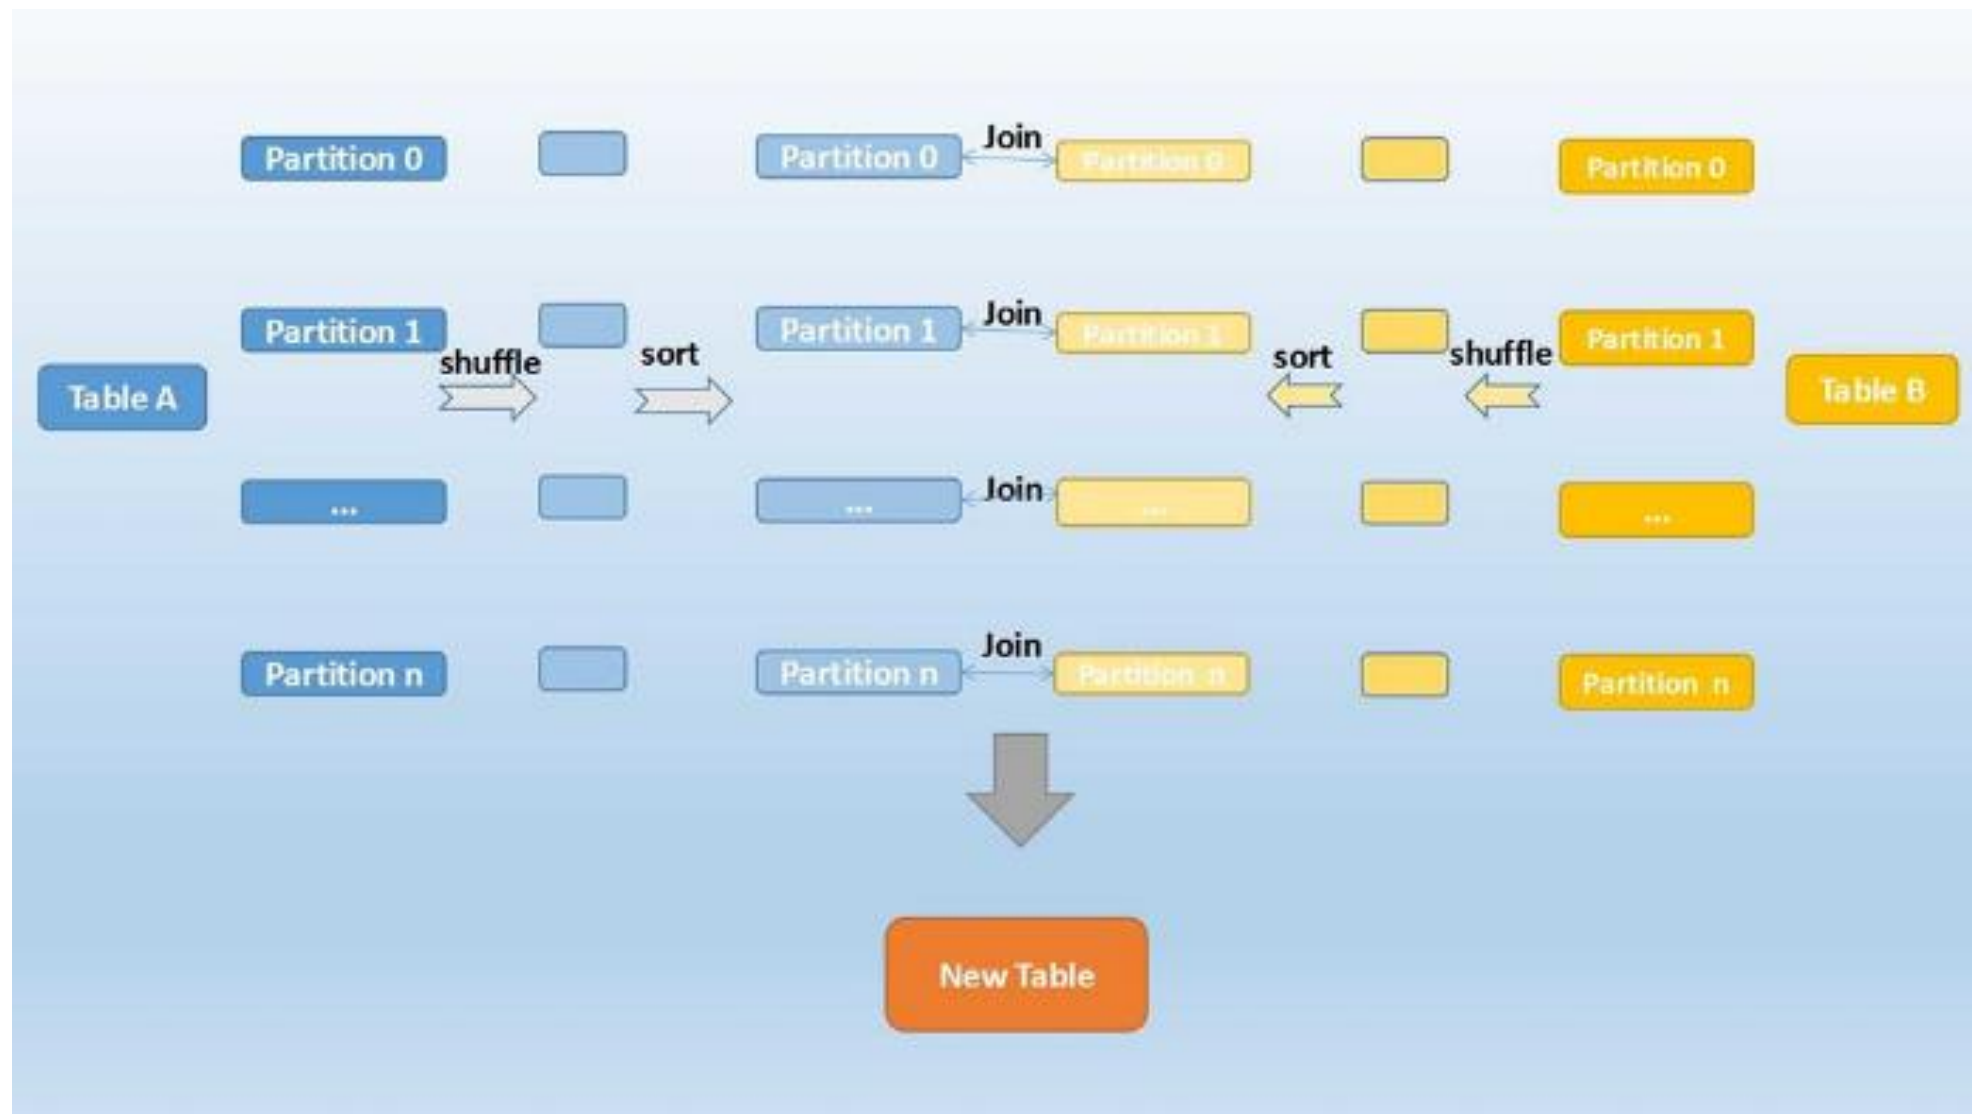 Partition 0
Partition 0
Join
Partition 0
Partition 0
Partition 1
Partition 1
Join
Partition 1
Partition 1
shuffle
sort
sort
shuffle
Table A
Table B
...
...
Join
...
...
Partition n
Partition n
Join
Partition n
Partition n
New Table